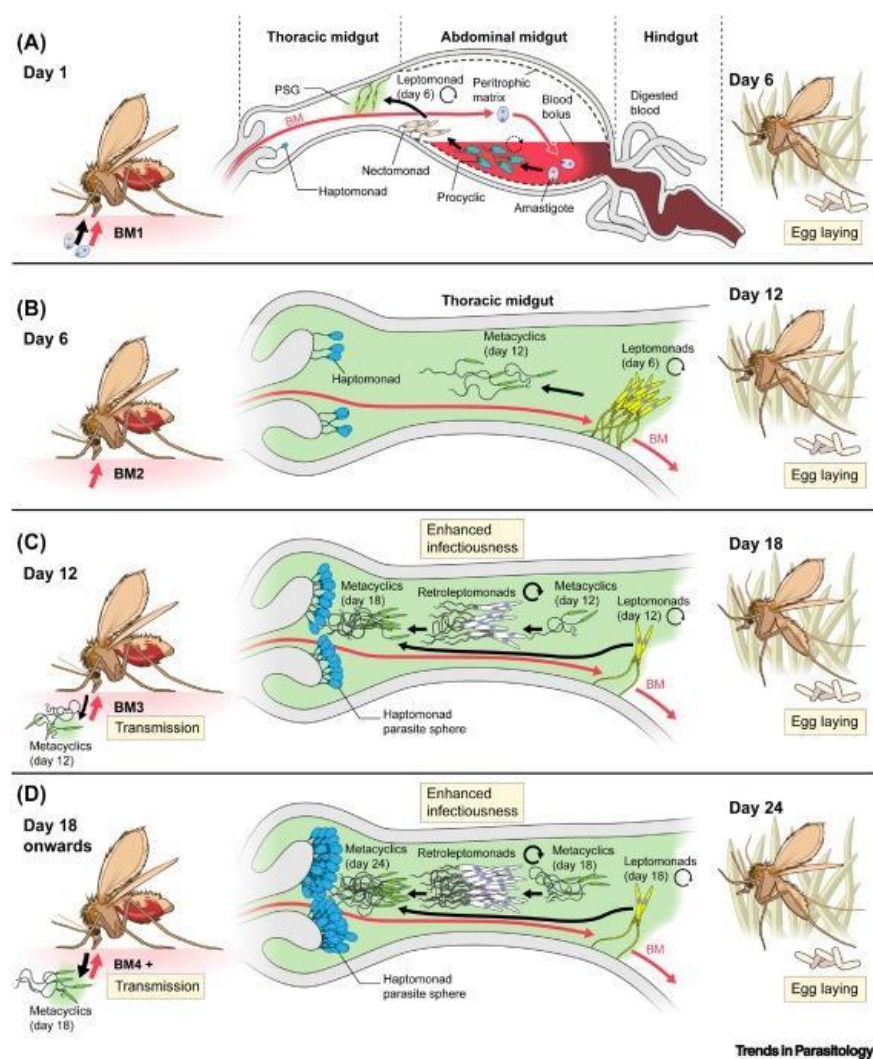 (A)
Day 1
Thoracic midgut
Abdominal midgut
Hindgut
Day 6
PSG
Leptomonad
(day 6)
Peritrophic
matrix
Blood
bolus
Digested
blood
BM
Nectomonad
Haptomonad
Procyclic
Amastigote
BM1
Egg laying
(B)
Day 6
Thoracic midgut
Day 12
Haptomonad
Metacyclics
(day 12)
Leptomonads
(day 6)
BM
BM2
Egg laying
(C)
Day 12
Enhanced
infectiousness
Day 18
Metacyclics
(day 18)
Retroleptomonads
Metacyclics
(day 12)
Leptomonads
(day 12)
BM
BM3
Transmission
Metacyclics
(day 12)
Haptomonad
parasite sphere
Egg laying
(D)
Day 18
onwards
Enhanced
infectiousness
Day 24
Metacyclics
(day 24)
Retroleptomonads
Metacyclics
(day 18)
Leptomonads
(day 18)
BM
BM4 +
Transmission
Metacyclics
(day 18)
Haptomonad
parasite sphere
Egg laying
Trends in Parasitology